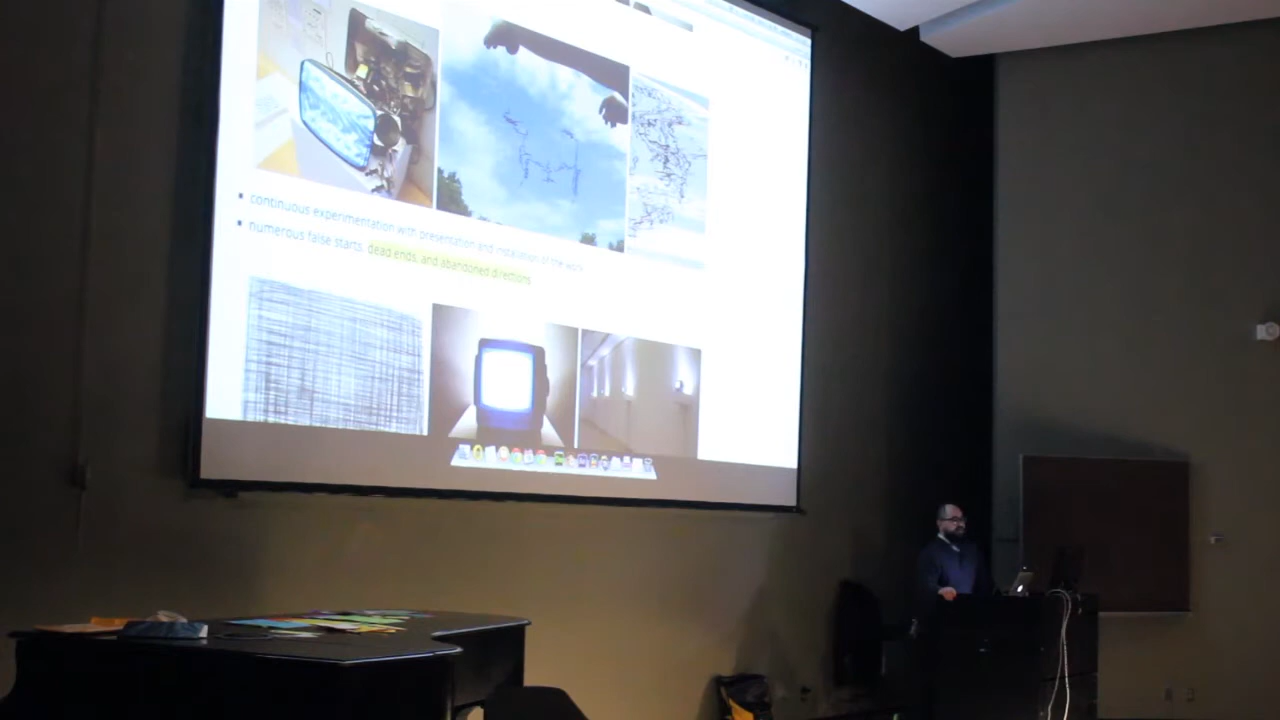 continuous experimentation with presentation and installation of the work
numerous false starts, dead ends, and abandoned directions